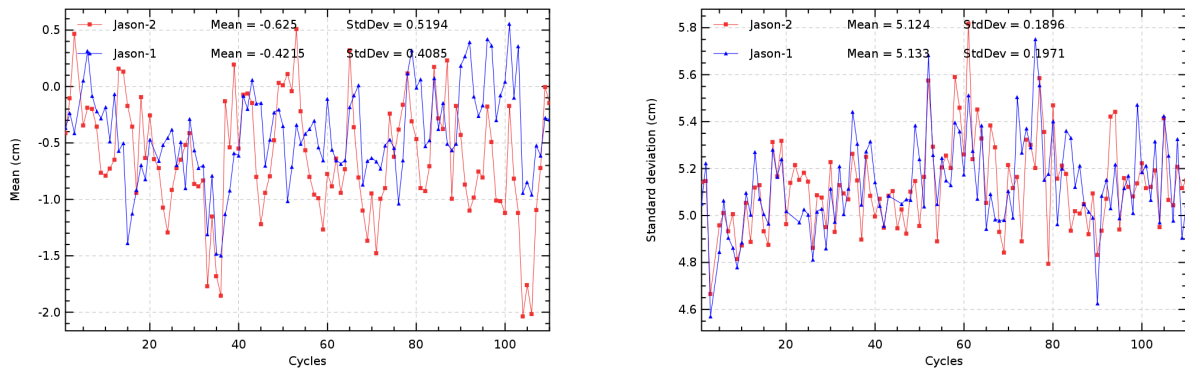 Jason-2 Mean = -0.625 StdDev = 0.5194
Jason-1 Mean = -0.4215 StdDev = 0.4085
0.5
0.0
-0.5
-1.0
-1.5
-2.0
Mean (cm)
20 40 60 80 100
Cycles
Jason-2 Mean = 5.124 StdDev = 0.1896
Jason-1 Mean = 5.133 StdDev = 0.1971
5.8
5.6
5.4
5.2
5.0
4.8
4.6
Standard deviation (cm)
20 40 60 80 100
Cycles